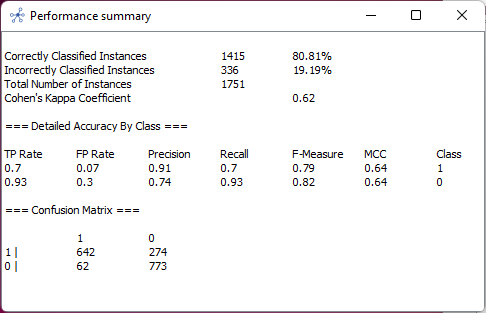 Performance summary
Correctly Classified Instances 1415 80.81%
Incorrectly Classified Instances 336 19.19%
Total Number of Instances 1751
Cohen's Kappa Coefficient 0.62
=== Detailed Accuracy By Class ===
TP Rate FP Rate Precision Recall F-Measure MCC Class
0.7 0.07 0.91 0.7 0.79 0.64 1
0.93 0.3 0.74 0.93 0.82 0.64 0
=== Confusion Matrix ===
1 0
1 | 642 274
0 | 62 773